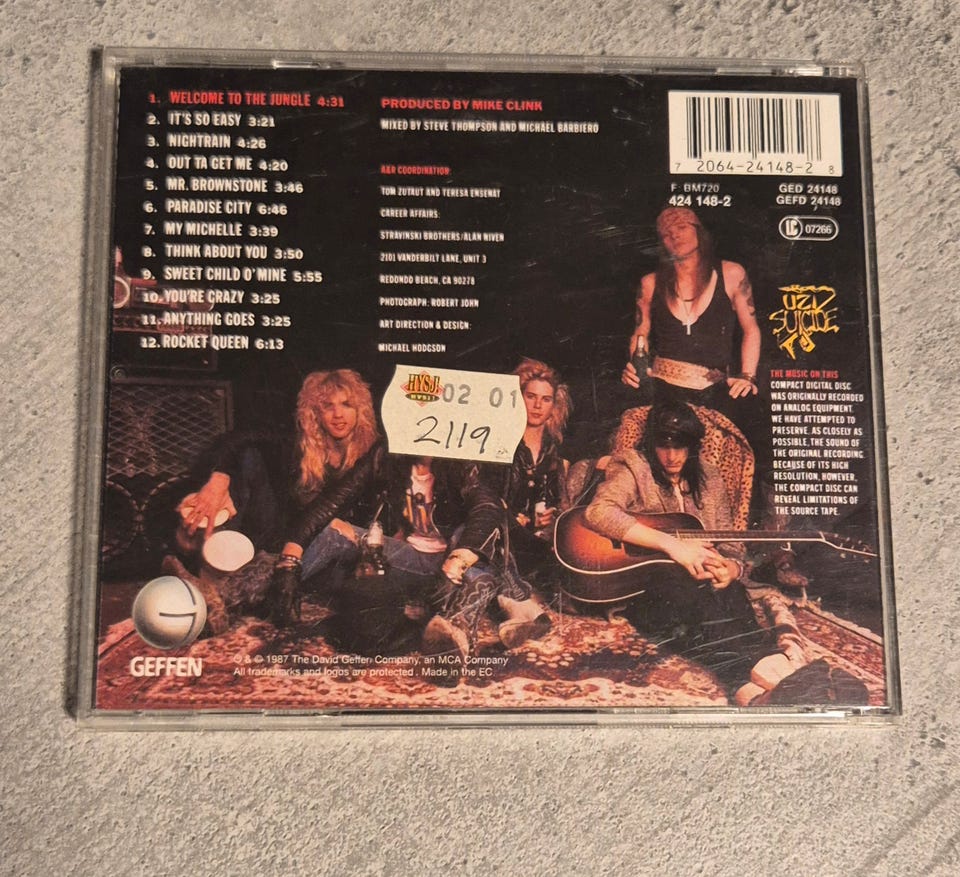 1. WELCOME TO THE JUNGLE 4:31
2. IT'S SO EASY 3:21
3. NIGHTRAIN 4:26
4. OUT TA GET ME 4:20
5. MR. BROWNSTONE 3:46
6. PARADISE CITY 6:46
7. MY MICHELLE 3:39
8. THINK ABOUT YOU 3:50
9. SWEET CHILD O' MINE 5:55
10. YOU'RE CRAZY 3:25
11. ANYTHING GOES 3:25
12. ROCKET QUEEN 6:13
PRODUCED BY MIKE CLINK
MIXED BY STEVE THOMPSON AND MICHAEL BARBIERO
A&R COORDINATION:
TOM ZUTAUT AND TERESA ENSENAT
CAREER AFFAIRS:
STRAVINSKI BROTHERS/ALAN NIVEN
2101 VANDERBILT LANE, UNIT 3
REDONDO BEACH, CA 90278
PHOTOGRAPH: ROBERT JOHN
ART DIRECTION & DESIGN:
MICHAEL HODGSON
7 2064-24148-2 8
F: BM720
424 148-2
GED 24148
GEFD 24148
LC 07266
UZI
SUICIDE
THE MUSIC ON THIS
COMPACT DIGITAL DISC
WAS ORIGINALLY RECORDED
ON ANALOG EQUIPMENT.
WE HAVE ATTEMPTED TO
PRESERVE, AS CLOSELY AS
POSSIBLE, THE SOUND OF
THE ORIGINAL RECORDING.
BECAUSE OF ITS HIGH
RESOLUTION, HOWEVER,
THE COMPACT DISC CAN
REVEAL LIMITATIONS OF
THE SOURCE TAPE.
HYSJ!
HYSJ!
02 01
2119
GEFFEN
℗ & © 1987 The David Geffen Company, an MCA Company
All trademarks and logos are protected. Made in the EC.